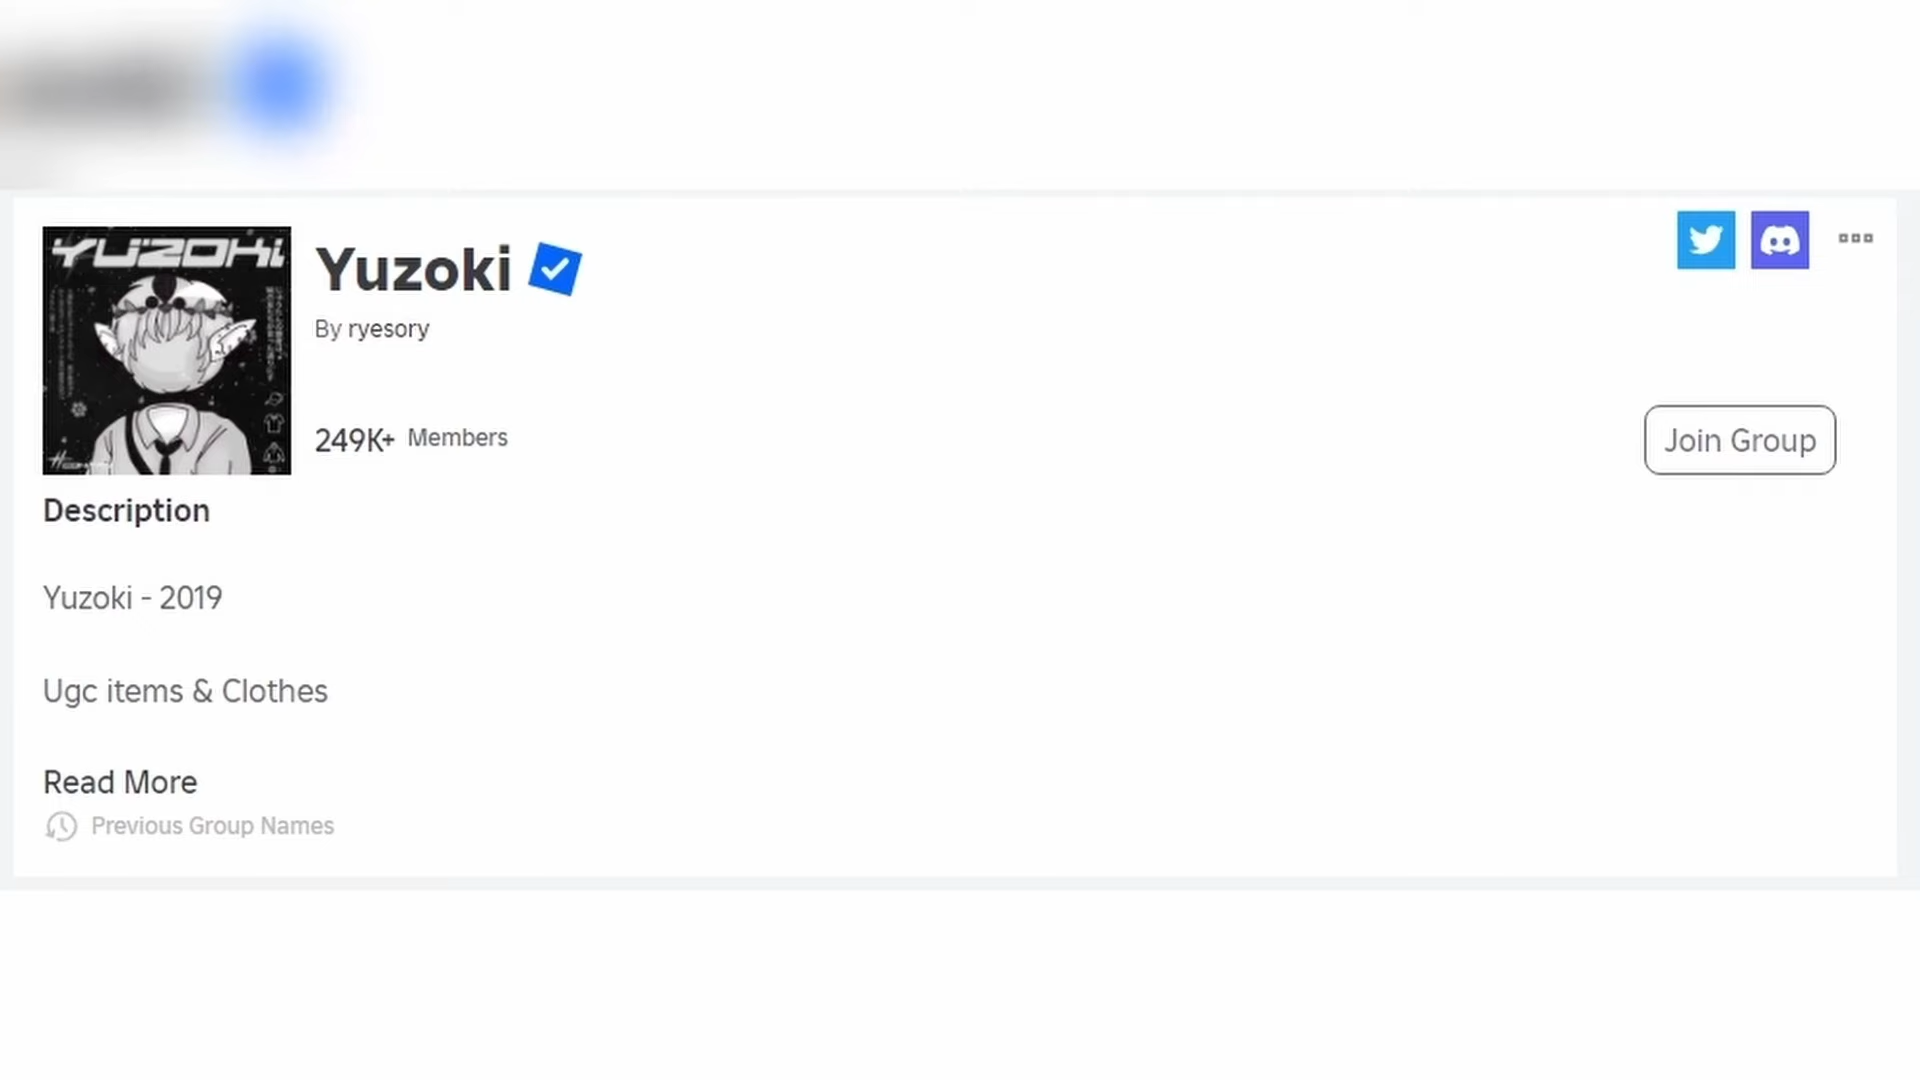 YUZOKi
Yuzoki
By ryesory
249K+ Members
Join Group
Description
Yuzoki - 2019
Ugc items & Clothes
Read More
Previous Group Names